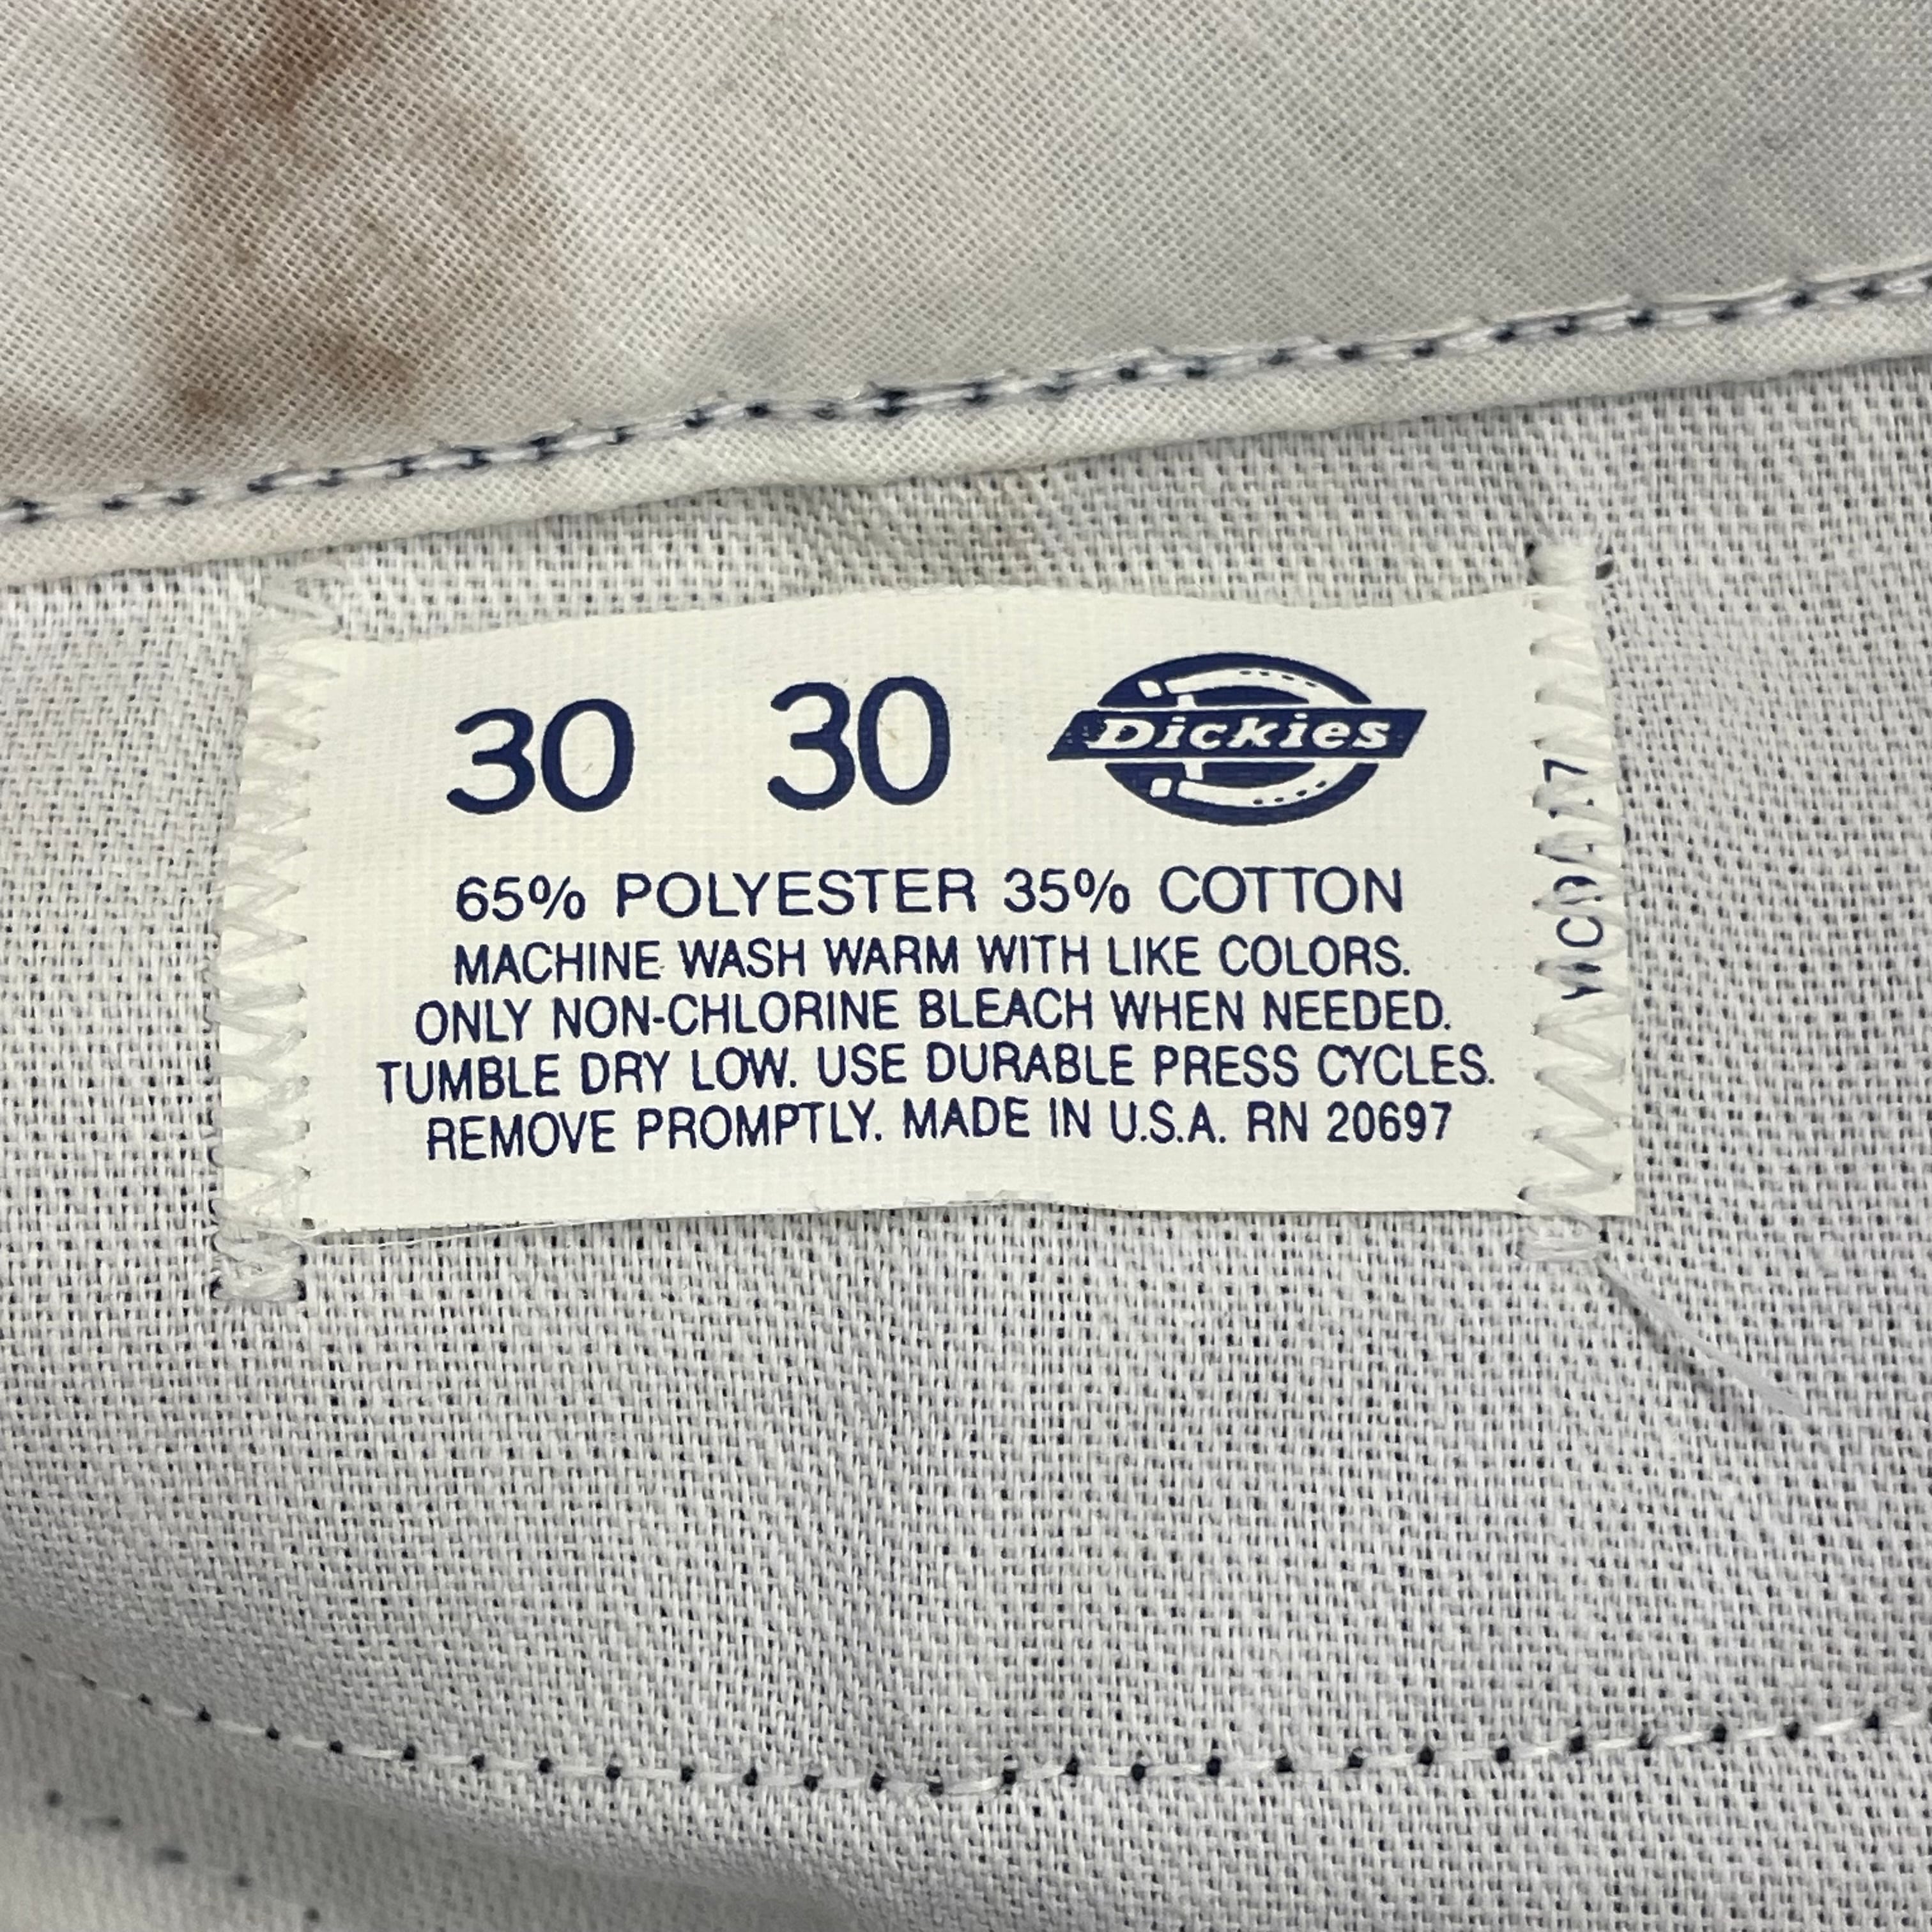 30 30 Dickies
65% POLYESTER 35% COTTON
MACHINE WASH WARM WITH LIKE COLORS.
ONLY NON-CHLORINE BLEACH WHEN NEEDED.
TUMBLE DRY LOW. USE DURABLE PRESS CYCLES.
REMOVE PROMPTLY. MADE IN U.S.A. RN 20697